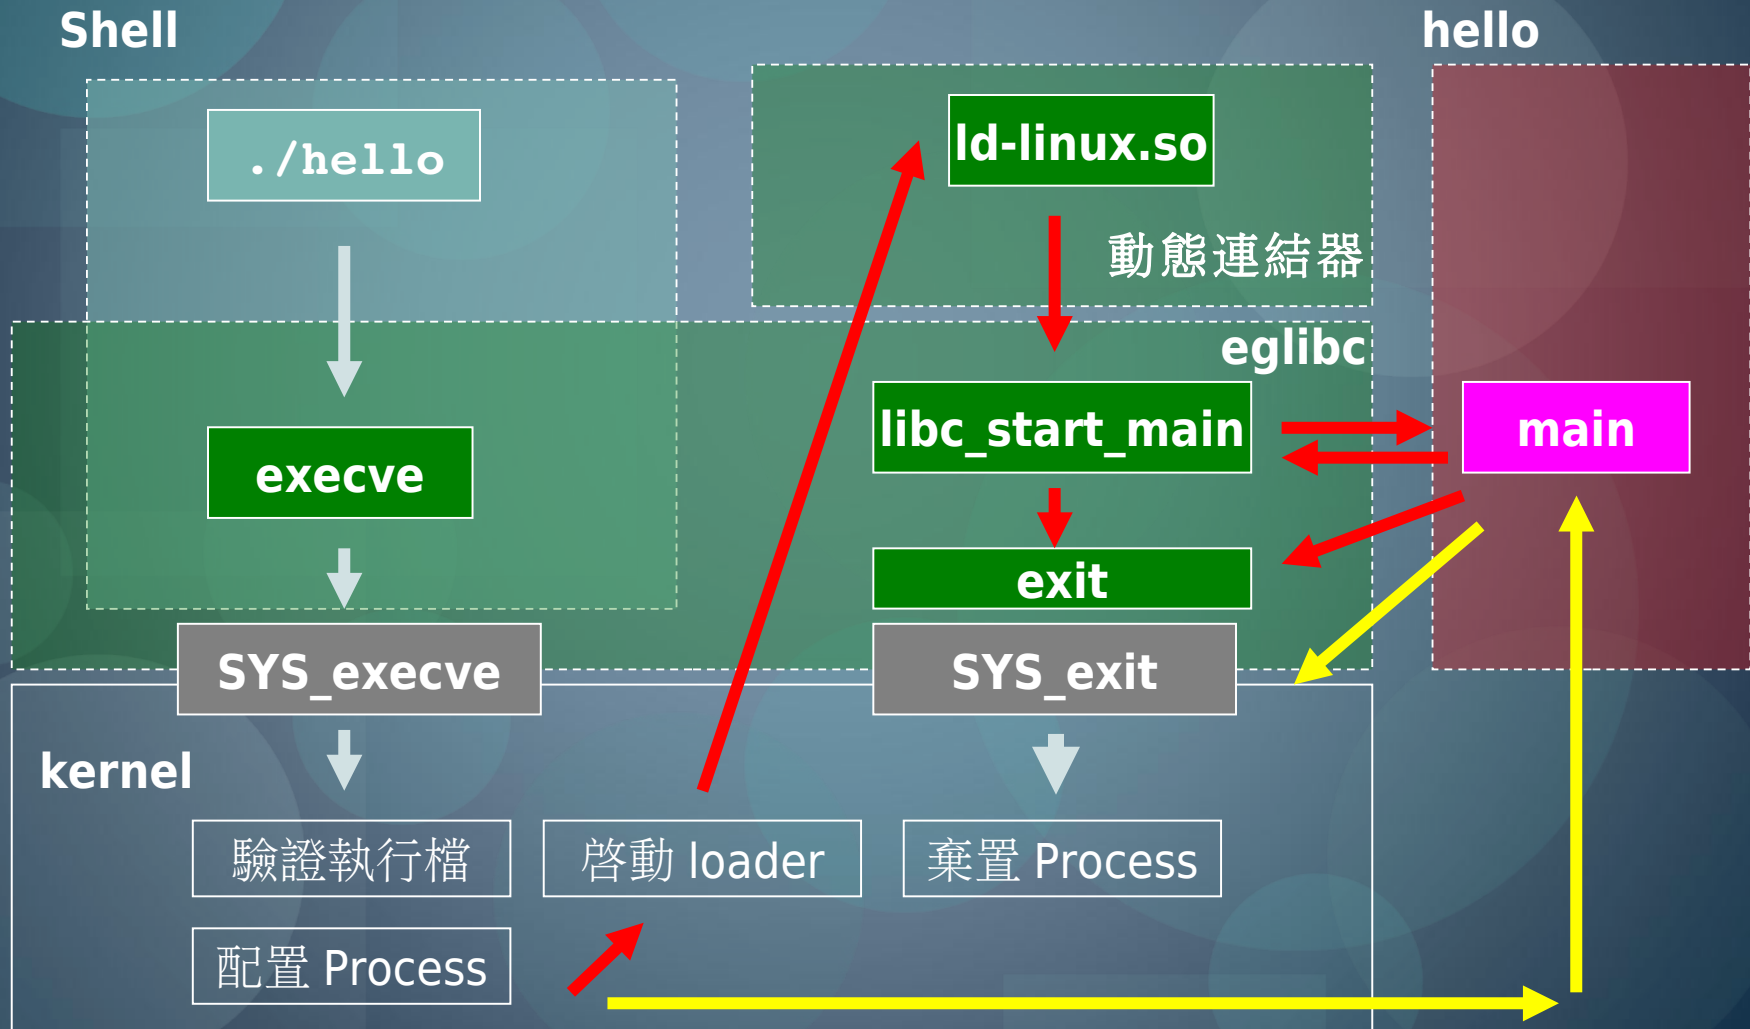 Shell
hello
./hello
ld-linux.so
動態連結器
eglibc
libc_start_main
main
execve
exit
SYS_execve
SYS_exit
kernel
驗證執行檔
啓動 loader
棄置 Process
配置 Process